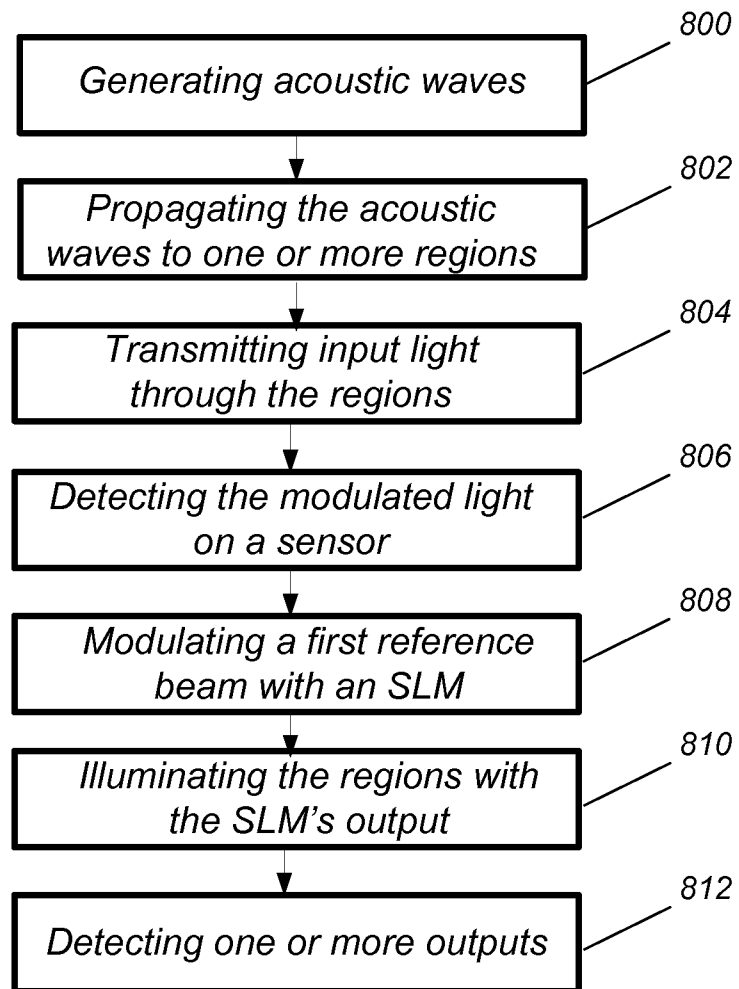 800
Generating acoustic waves
802
Propagating the acoustic
waves to one or more regions
804
Transmitting input light
through the regions
806
Detecting the modulated light
on a sensor
808
Modulating a first reference
beam with an SLM
810
Illuminating the regions with
the SLM's output
812
Detecting one or more outputs